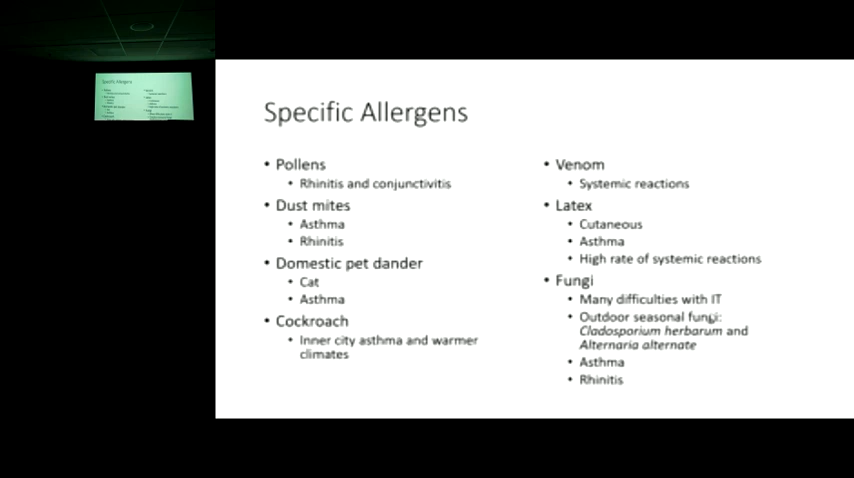 Specific Allergens
• Pollens
• Rhinitis and conjunctivitis
• Dust mites
• Asthma
• Rhinitis
• Domestic pet dander
• Cat
• Asthma
• Cockroach
• Inner city asthma and warmer
climates
• Venom
• Systemic reactions
• Latex
• Cutaneous
• Asthma
• High rate of systemic reactions
• Fungi
• Many difficulties with IT
• Outdoor seasonal fungi:
Cladosporium herbarum and
Alternaria alternate
• Asthma
• Rhinitis
Specific Allergens